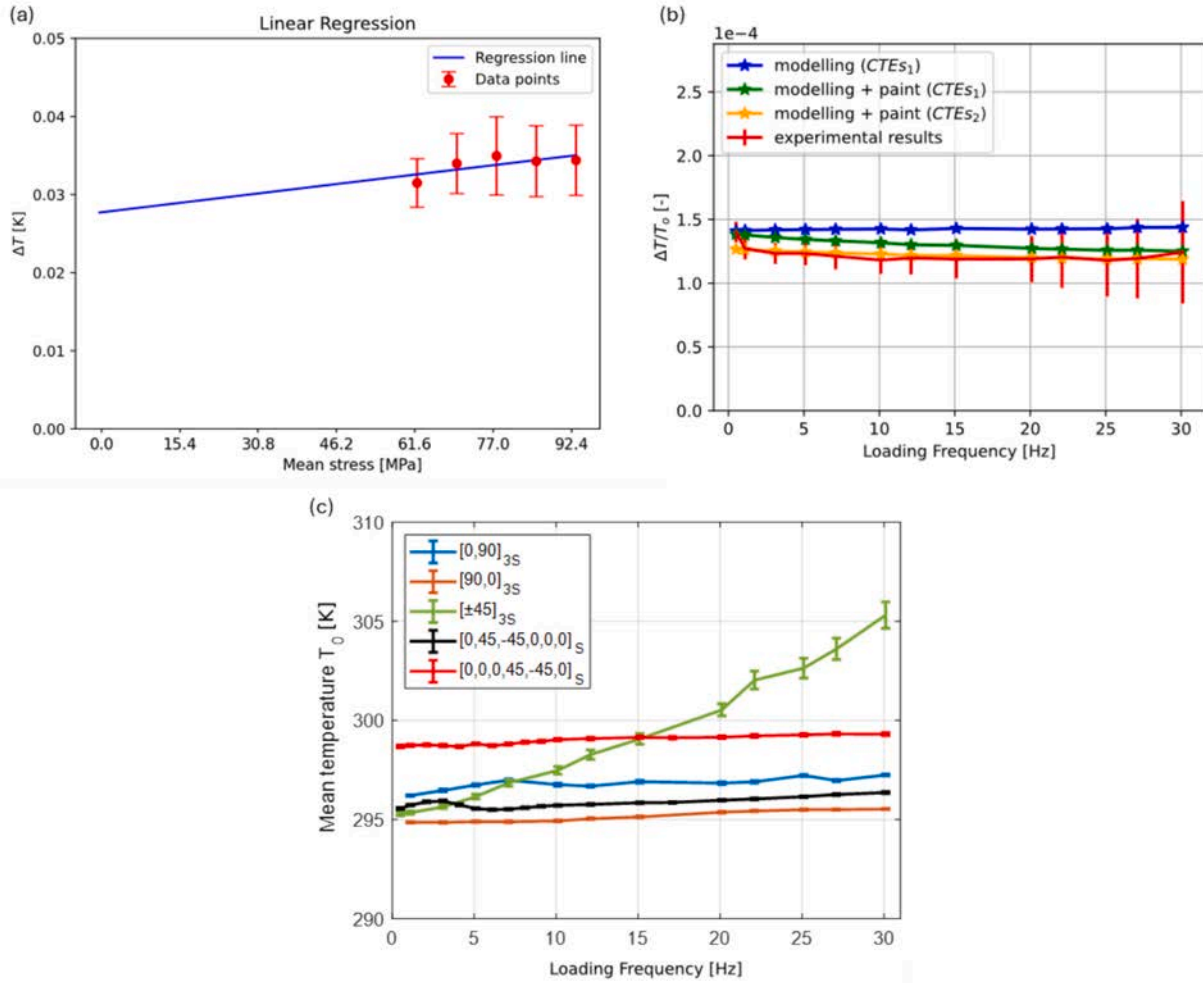 (a)
Linear Regression
0.05
0.04
0.03
0.02
0.01
0.00
ΔT [K]
Regression line
Data points
0.0 15.4 30.8 46.2 61.6 77.0 92.4
Mean stress [MPa]
(b)
1e−4
2.5
2.0
1.5
1.0
0.5
0.0
ΔT/Tₒ [-]
modelling (CTEs₁)
modelling + paint (CTEs₁)
modelling + paint (CTEs₂)
experimental results
0 5 10 15 20 25 30
Loading Frequency [Hz]
(c)
310
305
300
295
290
Mean temperature T₀ [K]
[0,90]3S
[90,0]3S
[±45]3S
[0,45,-45,0,0,0]S
[0,0,0,45,-45,0]S
0 5 10 15 20 25 30
Loading Frequency [Hz]